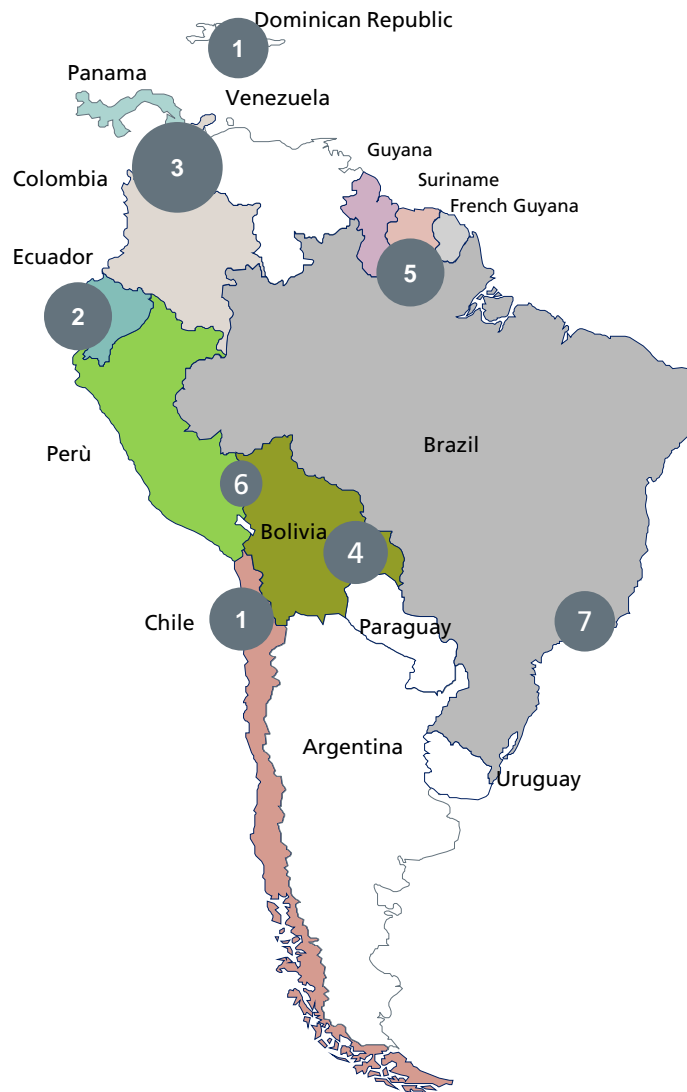 Dominican Republic
1
Panama
Venezuela
3
Guyana
Colombia
Suriname
French Guyana
Ecuador
5
2
Brazil
Perù
6
Bolivia
4
Chile
1
Paraguay
7
Argentina
Uruguay